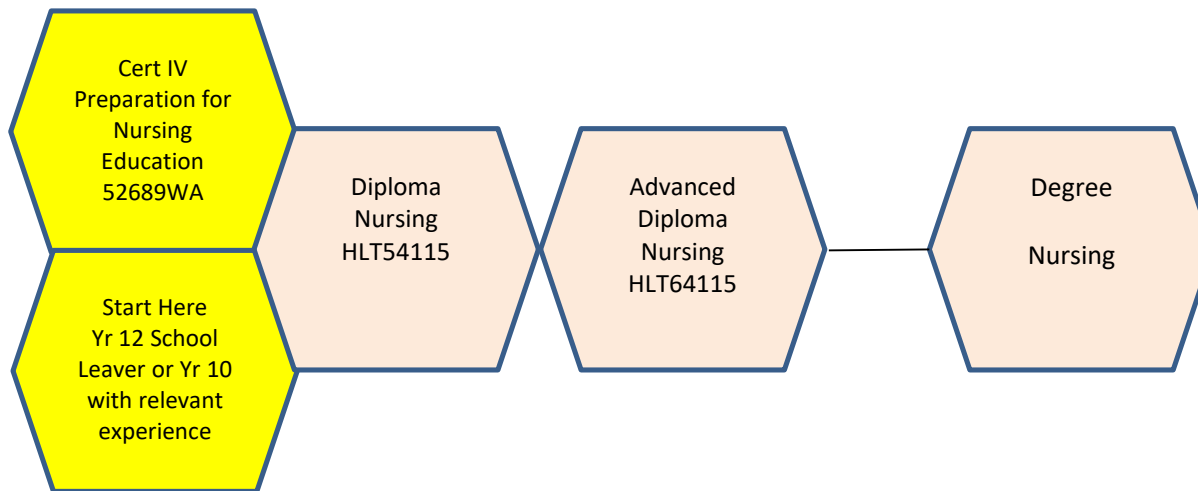 Cert IV
Preparation for
Nursing
Education
52689WA
Start Here
Yr 12 School
Leaver or Yr 10
with relevant
experience
Diploma
Nursing
HLT54115
Advanced
Diploma
Nursing
HLT64115
Degree
Nursing